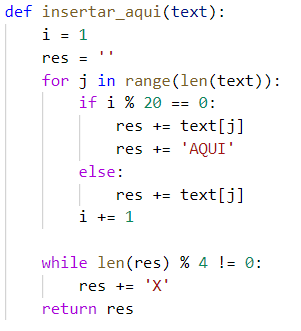 def insertar_aqui(text):
    i = 1
    res = ''
    for j in range(len(text)):
        if i % 20 == 0:
            res += text[j]
            res += 'AQUI'
        else:
            res += text[j]
        i += 1

    while len(res) % 4 != 0:
        res += 'X'
    return res